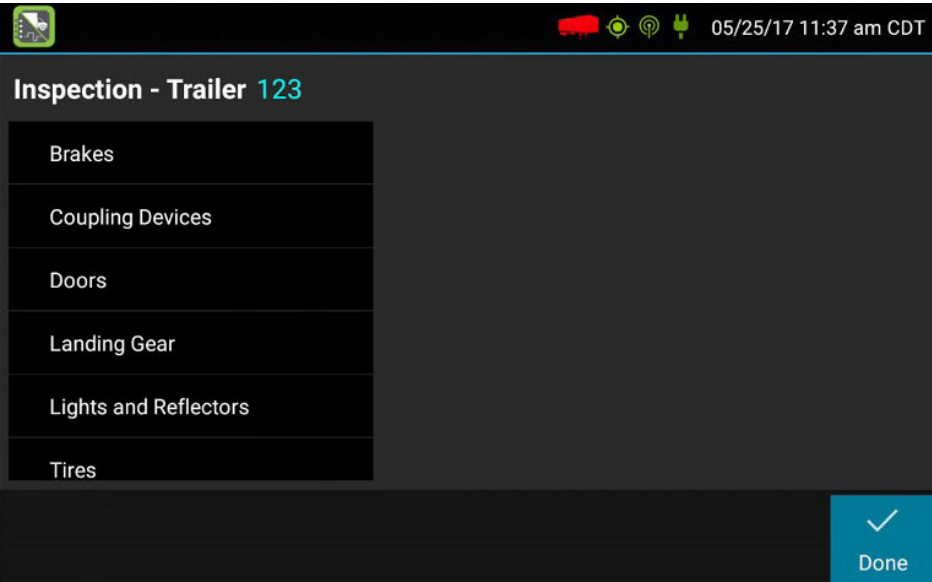 05/25/17 11:37 am CDT
Inspection - Trailer 123
Brakes
Coupling Devices
Doors
Landing Gear
Lights and Reflectors
Tires
Done